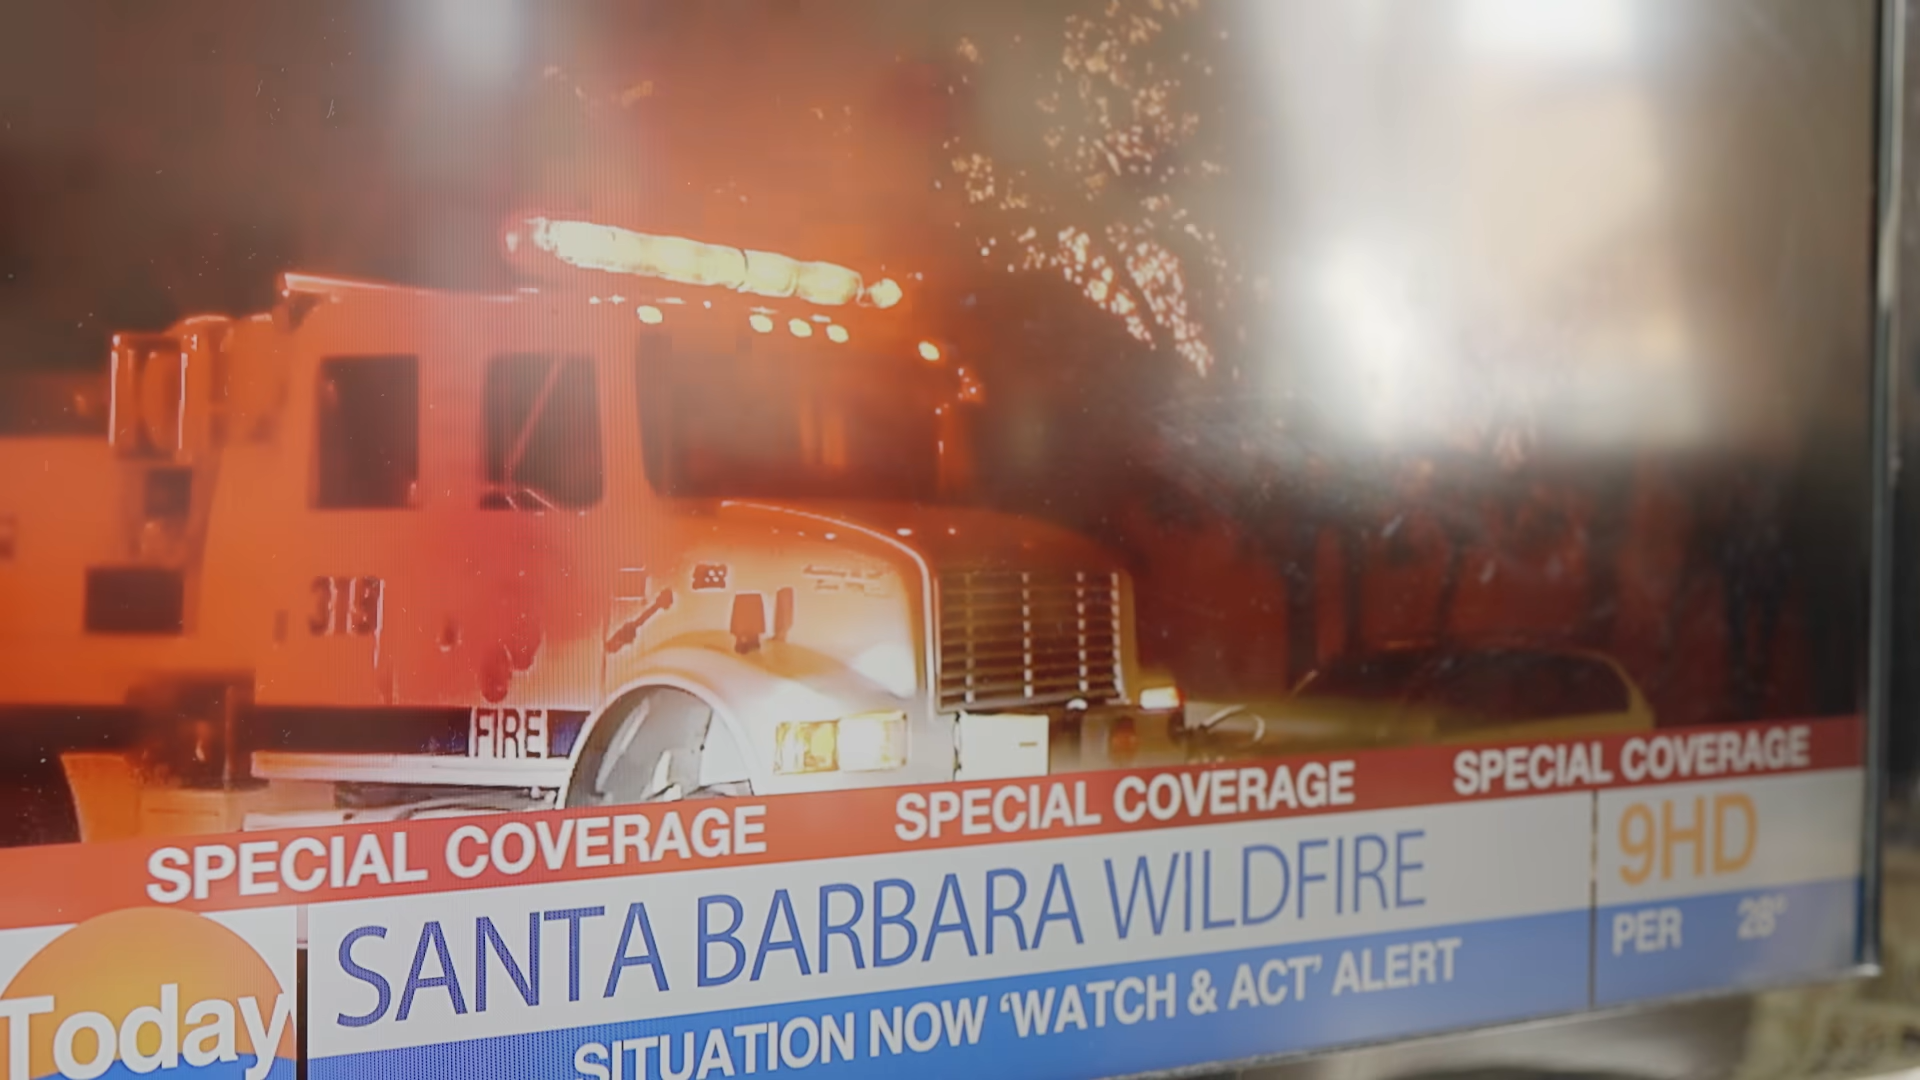 319
FIRE
SPECIAL COVERAGE SPECIAL COVERAGE SPECIAL COVERAGE
Today
SANTA BARBARA WILDFIRE
9HD
SITUATION NOW ‘WATCH & ACT’ ALERT
PER 28°